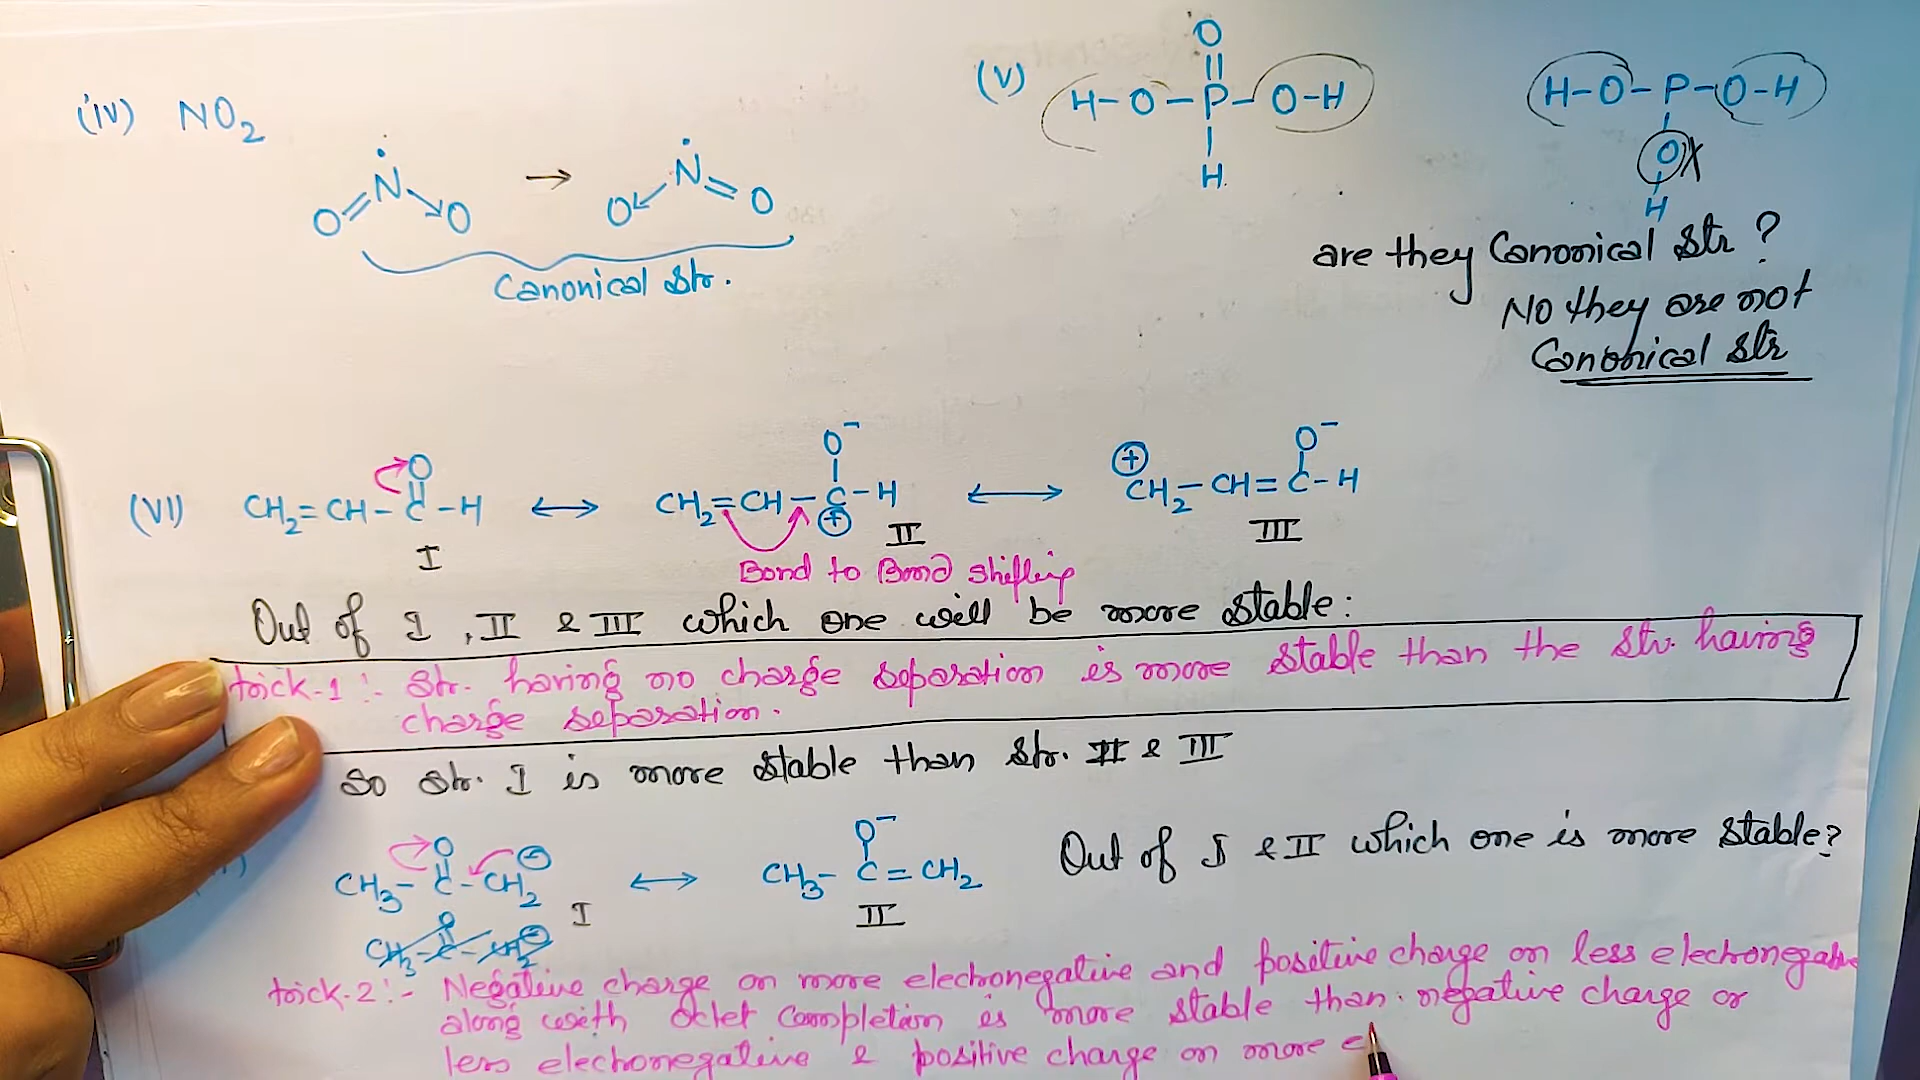 (iv) NO2
O=N→O → O←N=O
Canonical Str.
(V) H-O-P-O-H
O
H
H-O-P-O-H
O X
H
are they Canonical Str ?
No they are not
Canonical Str
(VI) CH2=CH-C-H ↔ CH2=CH-C-H ↔ CH2-CH=C-H
O O⁻ O⁻
⊕ ⊕
I II III
Bond to Bond Shifting
Out of I, II & III which one will be more stable:
trick-1:- Str. having no charge separation is more stable than the Str. having
charge separation.
So Str. I is more stable than Str. II & III
CH3-C-CH2 ↔ CH3-C=CH2
O ⊖ O⁻
I II
Out of I & II which one is more stable?
trick-2:- Negative charge on more electronegative and positive charge on less electronegative
along with Octet Completion is more stable than negative charge or
less electronegative & positive charge on more e